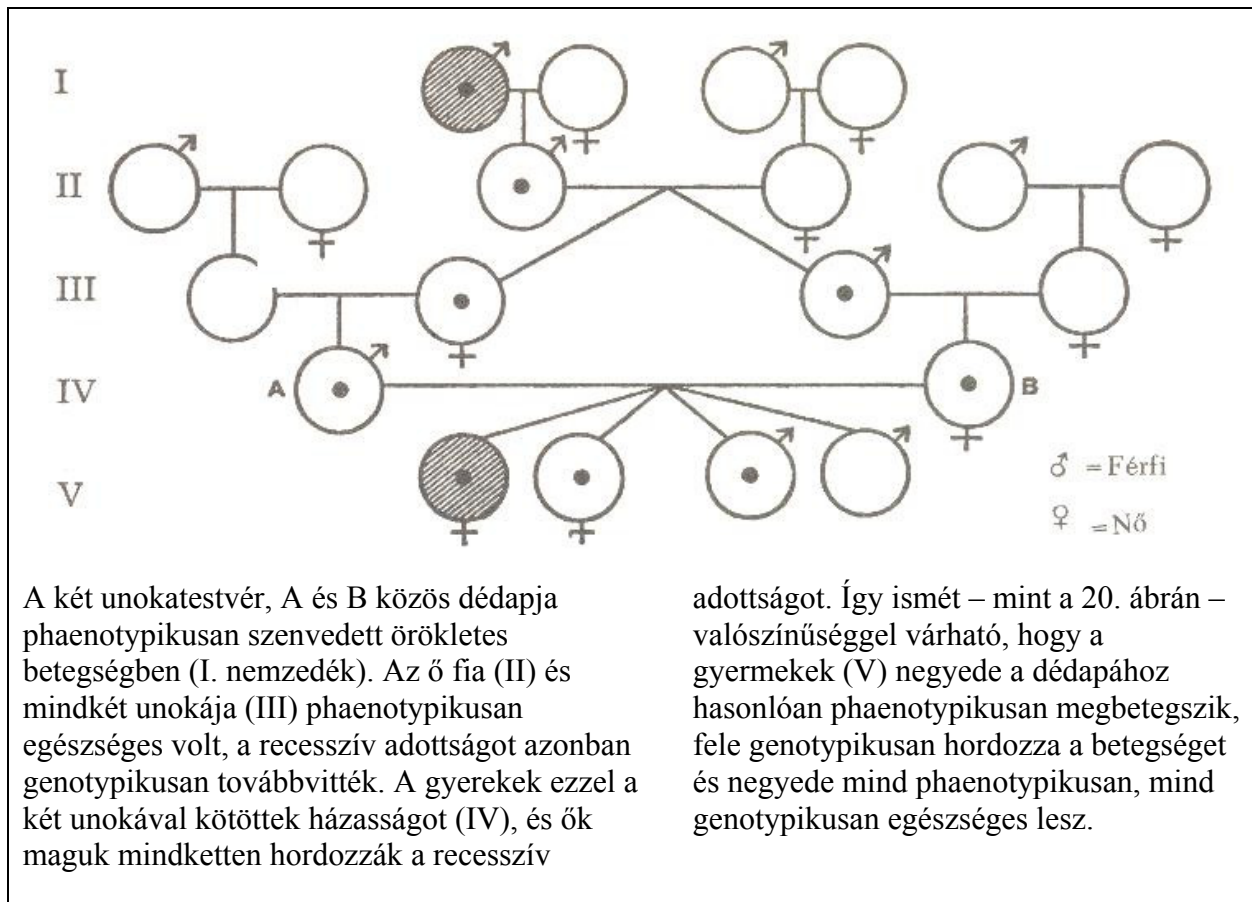 I
II
III
IV
A
B
V
♂ = Férfi
♀ = Nő
A két unokatestvér, A és B közös dédapja
phaenotypikusan szenvedett örökletes
betegségben (I. nemzedék). Az ő fia (II) és
mindkét unokája (III) phaenotypikusan
egészséges volt, a recesszív adottságot azonban
genotypikusan továbbvitték. A gyerekek ezzel a
két unokával kötöttek házasságot (IV), és ők
maguk mindketten hordozzák a recesszív
adottságot. Így ismét – mint a 20. ábrán –
valószínűséggel várható, hogy a
gyermekek (V) negyede a dédapához
hasonlóan phaenotypikusan megbetegszik,
fele genotypikusan hordozza a betegséget
és negyede mind phaenotypikusan, mind
genotypikusan egészséges lesz.